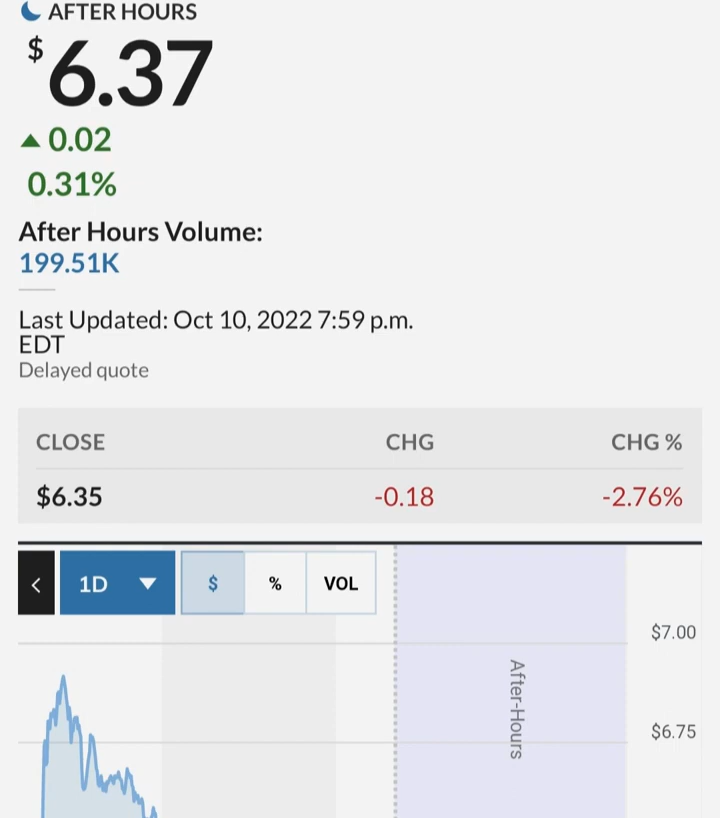 AFTER HOURS
$6.37
0.02
0.31%
After Hours Volume:
199.51K
Last Updated: Oct 10, 2022 7:59 p.m.
EDT
Delayed quote
CLOSE CHG CHG %
$6.35 -0.18 -2.76%
1D $ % VOL
$7.00
After-Hours
$6.75